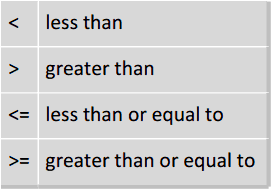 < less than
> greater than
<= less than or equal to
>= greater than or equal to